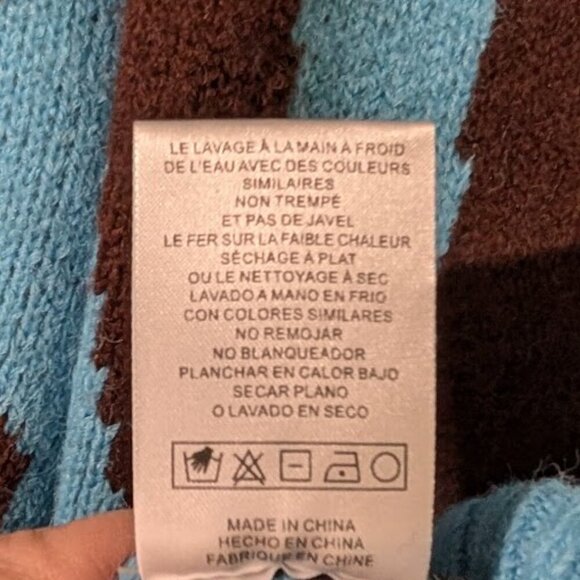 LE LAVAGE À LA MAIN À FROID
DE L'EAU AVEC DES COULEURS
SIMILAIRES
NON TREMPÉ
ET PAS DE JAVEL
LE FER SUR LA FAIBLE CHALEUR
SÉCHAGE À PLAT
OU LE NETTOYAGE À SEC
LAVADO A MANO EN FRIO
CON COLORES SIMILARES
NO REMOJAR
NO BLANQUEADOR
PLANCHAR EN CALOR BAJO
SECAR PLANO
O LAVADO EN SECO
MADE IN CHINA
HECHO EN CHINA
FABRIQUE EN CHINE